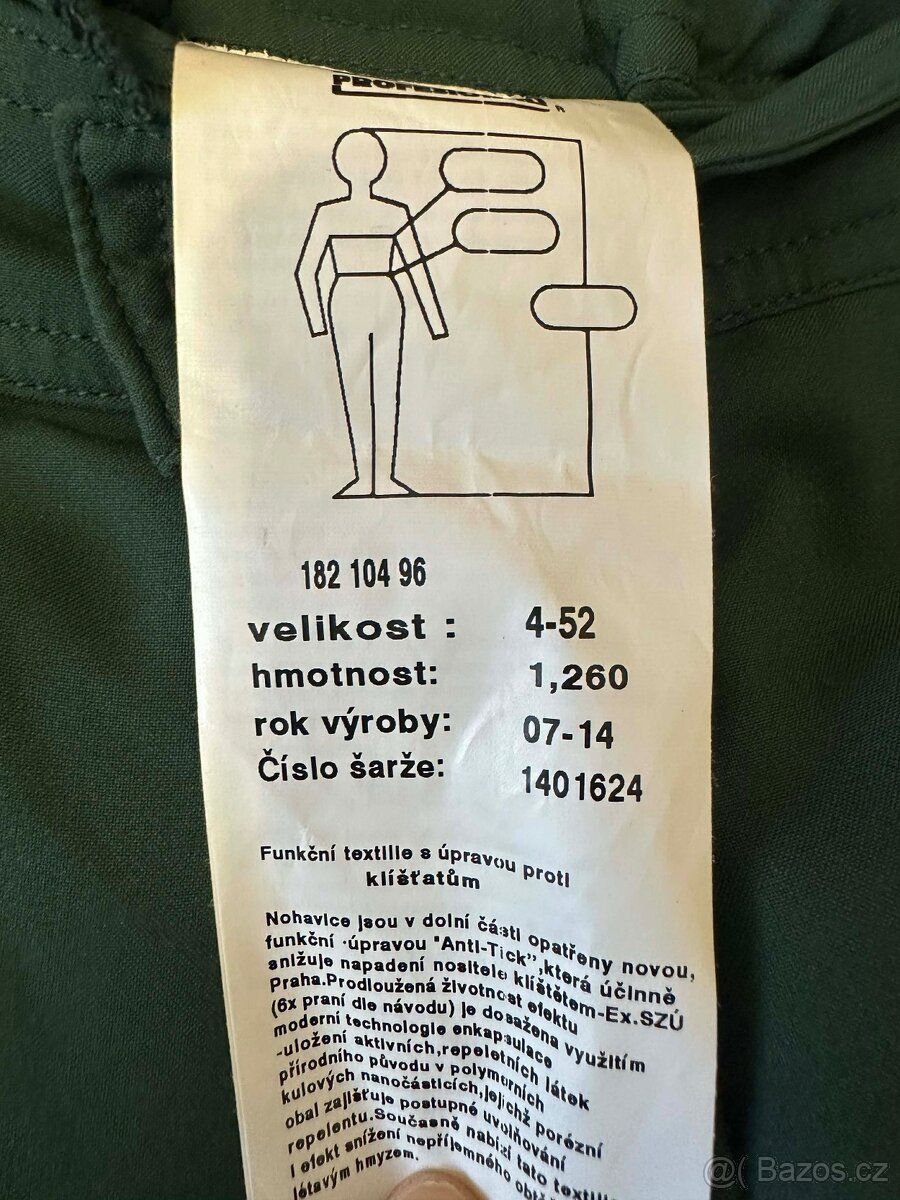 PROFESIONAL
R
182 104 96
velikost : 4-52
hmotnost: 1,260
rok výroby: 07-14
Číslo šarže: 1401624
Funkční textilie s úpravou proti
klíšťatům
Nohavice jsou v dolní části opatřeny novou,
funkční úpravou "Anti-Tick",která účinně
snižuje napadení nositele klíštětem-Ex.SZÚ
Praha.Prodloužená životnost efektu
(6x praní dle návodu) je dosažena využitím
moderní technologie enkapsulace
-uložení aktivních,repeletních látek
přírodního původu v polymorních
kulových nanočásticích,jejichž porézní
obal zajišťuje postupné uvolňování
repelentu.Současně nabízí tato textilie
i efekt snížení nepříjemného
létavým hmyzem.
@( Bazos.cz